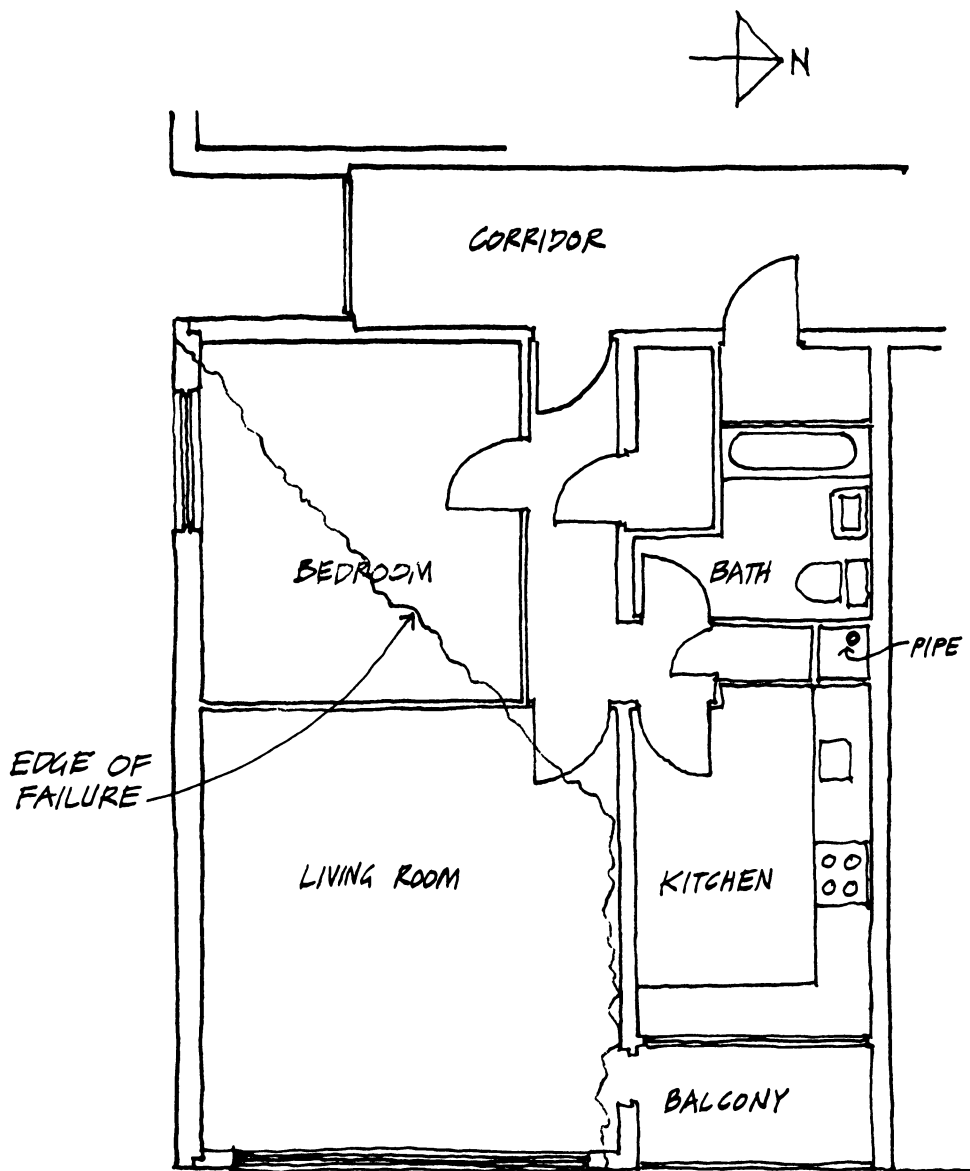 N
CORRIDOR
BEDROOM
BATH
PIPE
EDGE OF
FAILURE
LIVING ROOM
KITCHEN
BALCONY